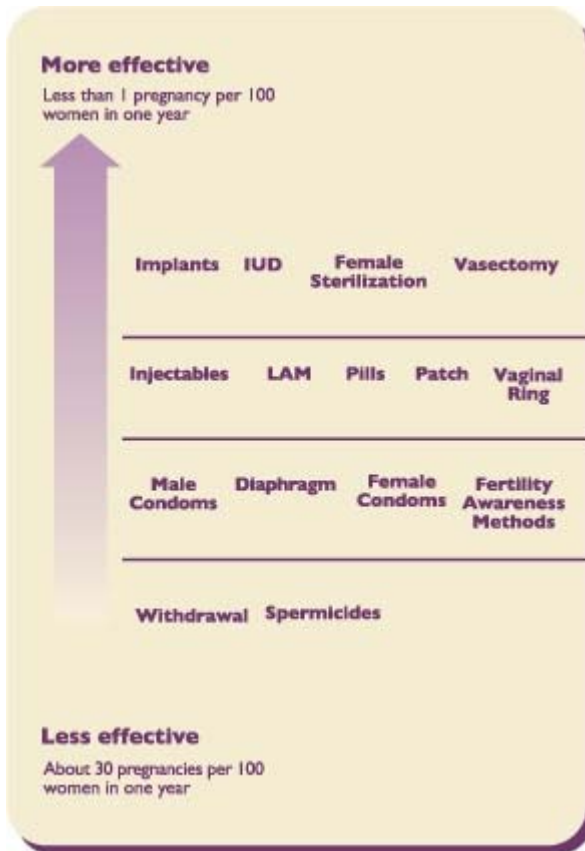 More effective
Less than 1 pregnancy per 100
women in one year
Implants IUD Female Sterilization Vasectomy
Injectables LAM Pills Patch Vaginal Ring
Male Condoms Diaphragm Female Condoms Fertility Awareness Methods
Withdrawal Spermicides
Less effective
About 30 pregnancies per 100
women in one year